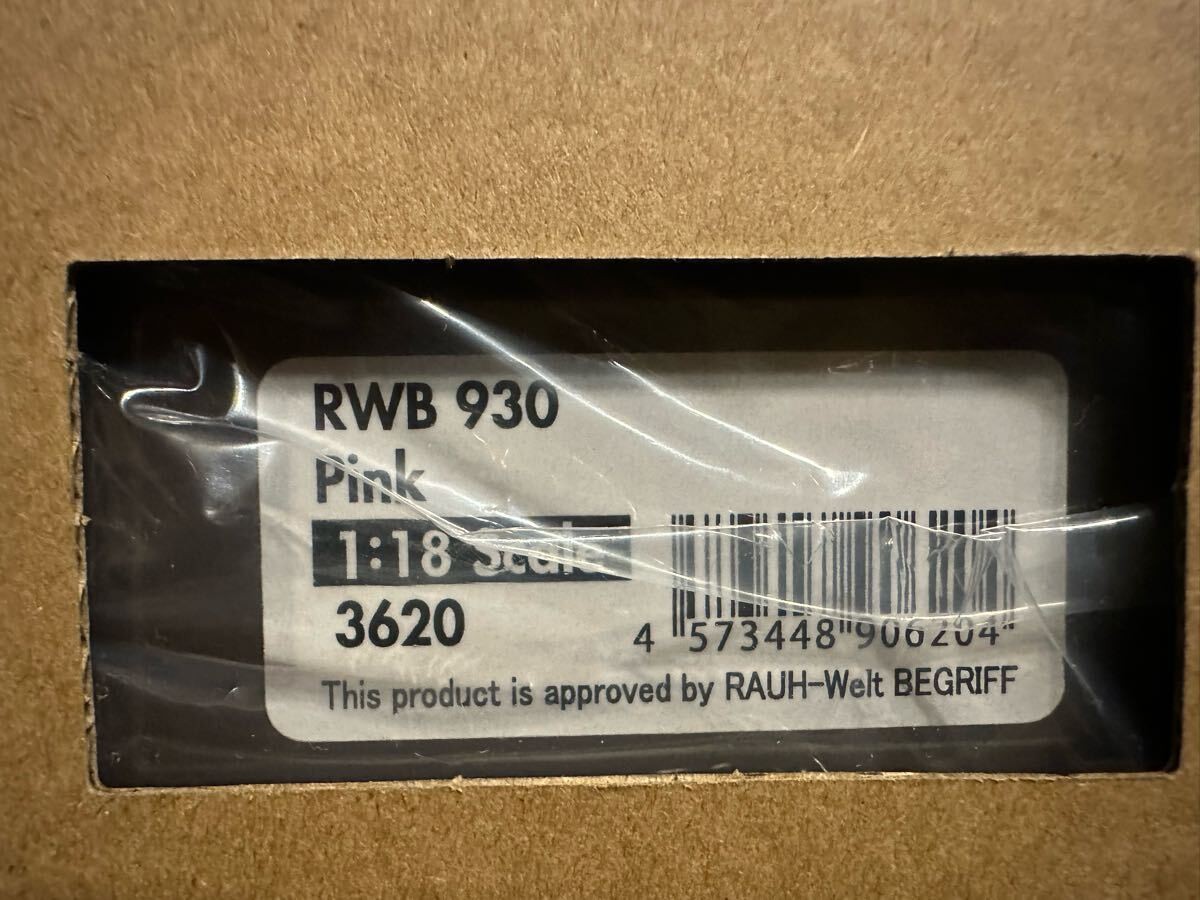 RWB 930
Pink
1:18 Scale
3620
4 573448 906204
This product is approved by RAUH-Welt BEGRIFF